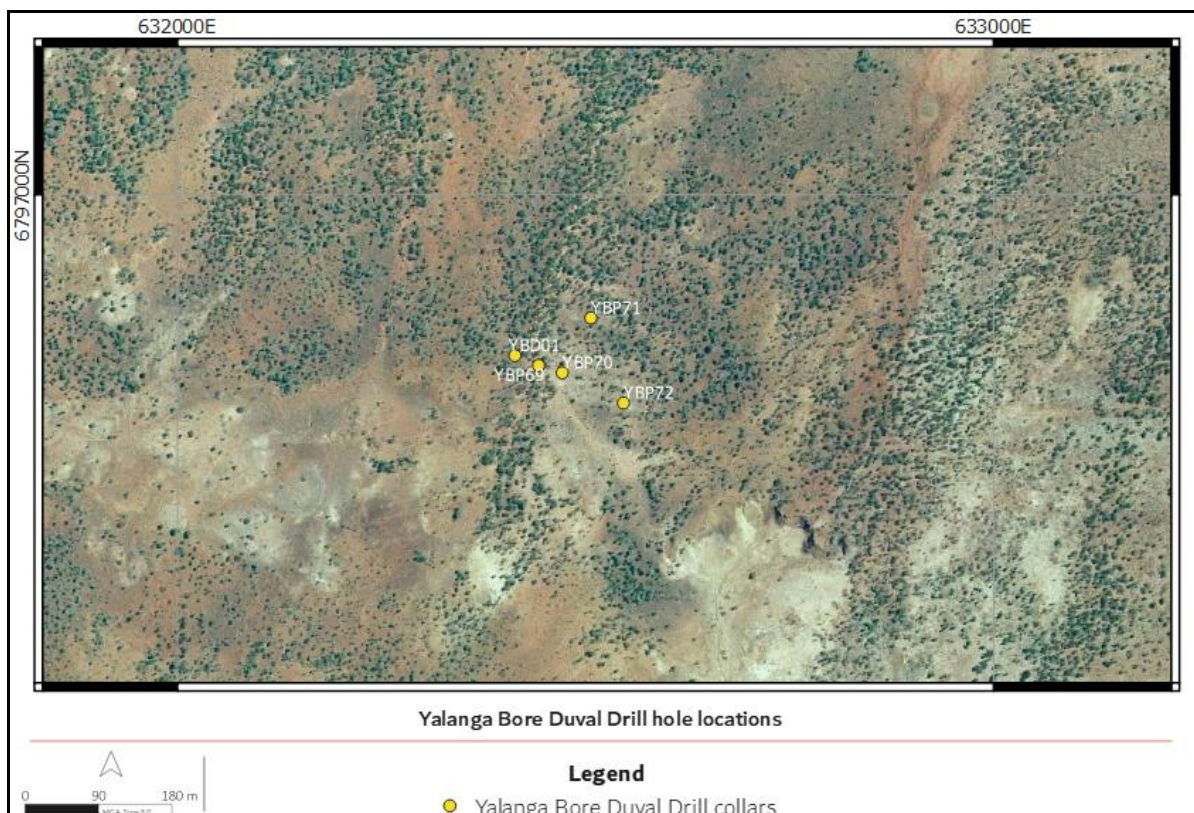 632000E 633000E
6797000N
YBP71
YBD01
YBP69 YBP70
YBP72
Yalanga Bore Duval Drill hole locations
Legend
0 90 180 m
Yalanga Bore Duval Drill collars